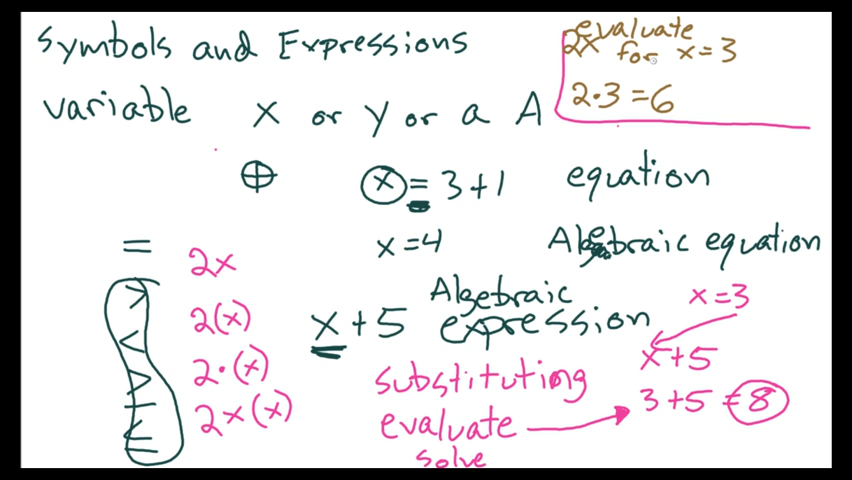 Symbols and Expressions
evaluate
2x for x=3
2·3=6
variable x or y or a A
⊕ x=3+1 equation
= x=4 Algebraic equation
2x
2(x)
2·(x)
2x(x)
x+5 Algebraic
expression
x=3
x+5
3+5=8
substituting
evaluate
solve